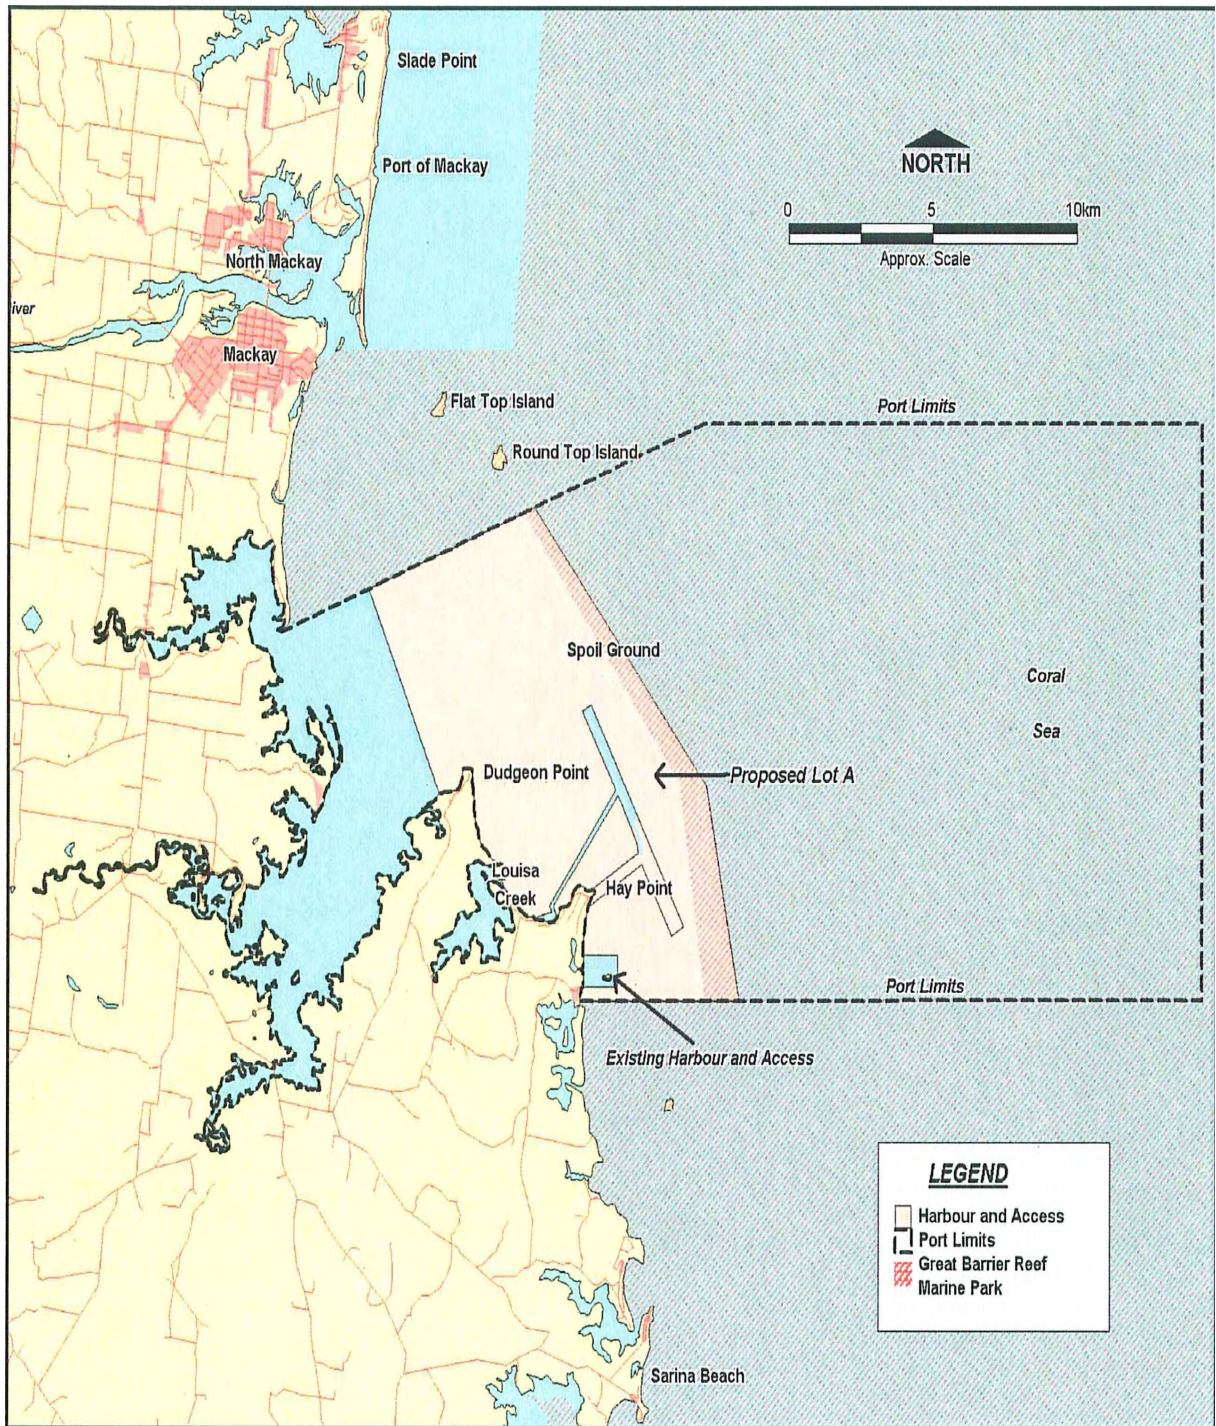 Slade Point
Port of Mackay
NORTH
0 5 10km
Approx. Scale
North Mackay
iver
Mackay
Flat Top Island
Port Limits
Round Top Island
Spoil Ground
Coral
Sea
Dudgeon Point
Proposed Lot A
Louisa
Creek
Hay Point
Port Limits
Existing Harbour and Access
LEGEND
Harbour and Access
Port Limits
Great Barrier Reef
Marine Park
Sarina Beach